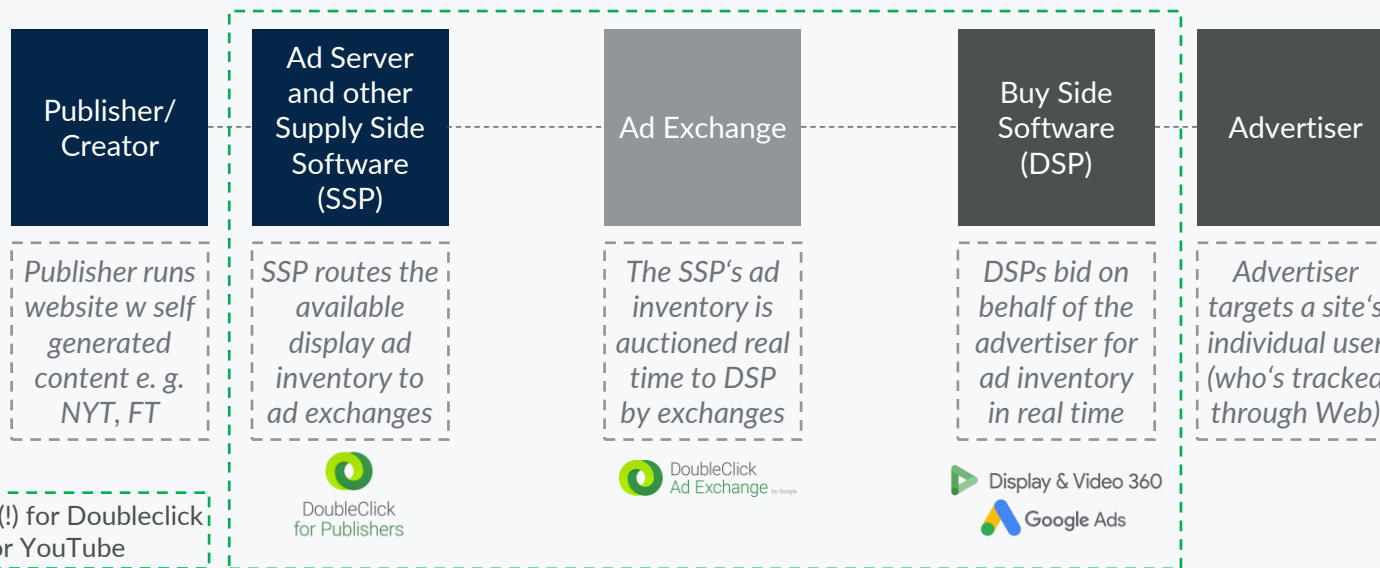 Publisher/
Creator
Ad Server
and other
Supply Side
Software
(SSP)
Ad Exchange
Buy Side
Software
(DSP)
Advertiser
Publisher runs
website w self
generated
content e. g.
NYT, FT
SSP routes the
available
display ad
inventory to
ad exchanges
The SSP‘s ad
inventory is
auctioned real
time to DSP
by exchanges
DSPs bid on
behalf of the
advertiser for
ad inventory
in real time
Advertiser
targets a site‘s
individual user
(who‘s tracked
through Web)
DoubleClick
for Publishers
DoubleClick
Ad Exchange by Google
Display & Video 360
Google Ads
(!) for Doubleclick
or YouTube